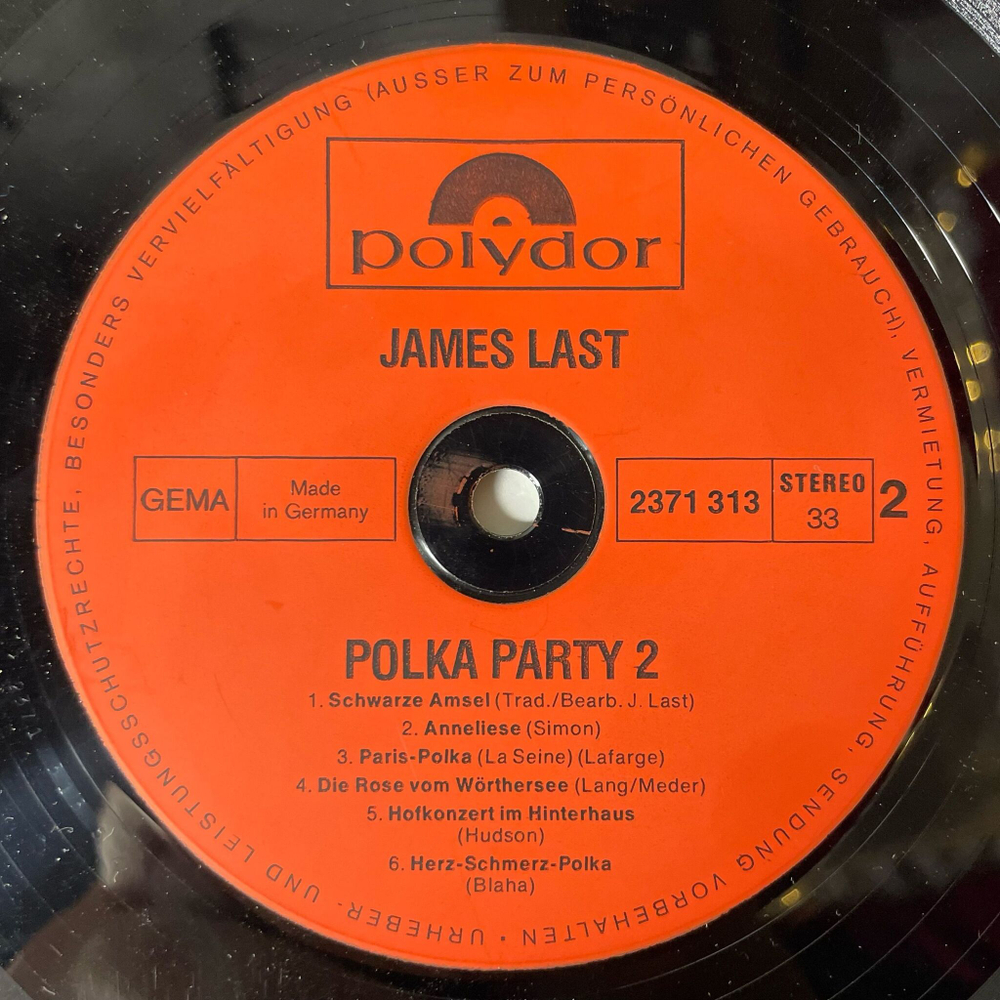 URHEBER- UND LEISTUNGSSCHUTZRECHTE, BESONDERS VERVIELFÄLTIGUNG (AUSSER ZUM PERSÖNLICHEN GEBRAUCH), VERMIETUNG, AUFFÜHRUNG, SENDUNG VORBEHALTEN •
polydor
JAMES LAST
GEMA
Made
in Germany
2371 313
STEREO
33
2
POLKA PARTY 2
1. Schwarze Amsel (Trad./Bearb. J. Last)
2. Anneliese (Simon)
3. Paris-Polka (La Seine) (Lafarge)
4. Die Rose vom Wörthersee (Lang/Meder)
5. Hofkonzert im Hinterhaus
(Hudson)
6. Herz-Schmerz-Polka
(Blaha)